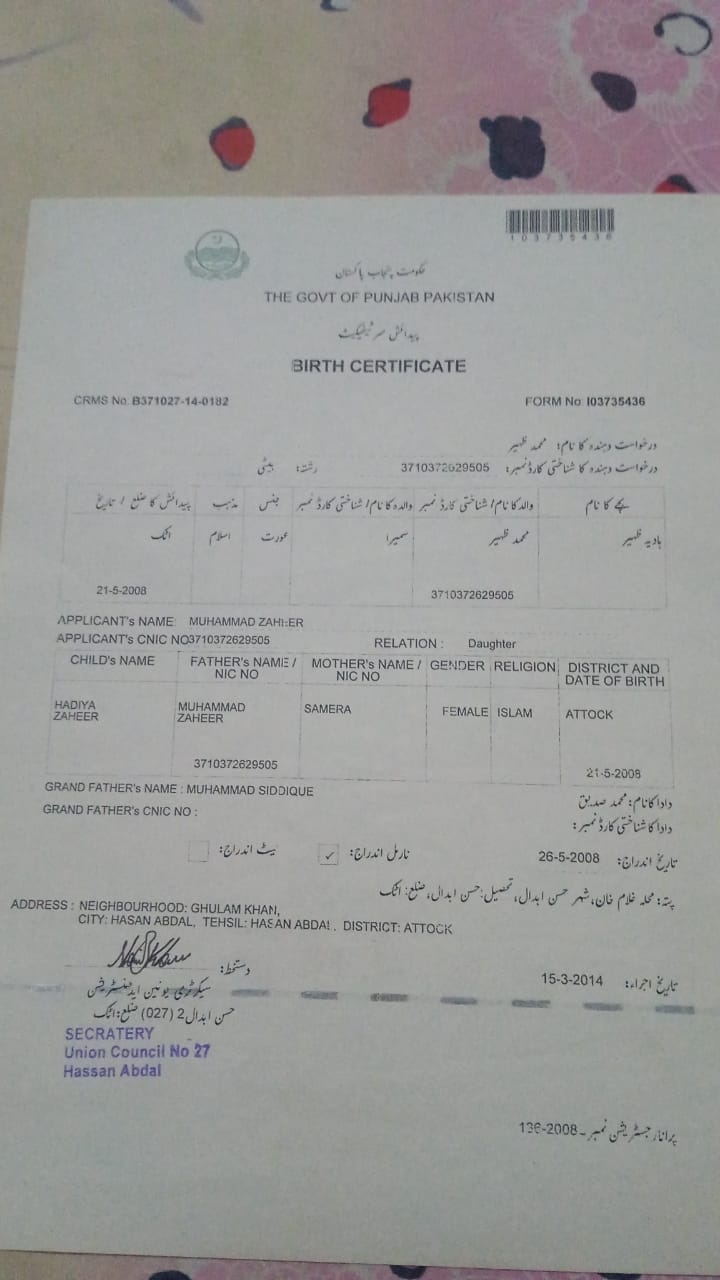 103735436
حکومت پنجاب پاکستان
THE GOVT OF PUNJAB PAKISTAN
پیدائش سرٹیفکیٹ
BIRTH CERTIFICATE
CRMS No: B371027-14-0182 FORM No: I03735436
درخواست دہندہ کا نام: محمد ظہیر
درخواست دہندہ کا شناختی کارڈ نمبر: 3710372629505 رشتہ: بیٹی
بچے کا نام والد کا نام/ شناختی کارڈ نمبر والدہ کا نام/ شناختی کارڈ نمبر جنس مذہب پیدائش کا ضلع / تاریخ
ہادیہ ظہیر محمد ظہیر سمیرا عورت اسلام اٹک
3710372629505 21-5-2008
APPLICANT's NAME: MUHAMMAD ZAHEER
APPLICANT's CNIC NO3710372629505 RELATION : Daughter
CHILD's NAME FATHER's NAME / NIC NO MOTHER's NAME / NIC NO GENDER RELIGION DISTRICT AND DATE OF BIRTH
HADIYA ZAHEER MUHAMMAD ZAHEER SAMERA FEMALE ISLAM ATTOCK
3710372629505 21-5-2008
GRAND FATHER's NAME : MUHAMMAD SIDDIQUE
دادا کا نام: محمد صدیق
GRAND FATHER's CNIC NO :
دادا کا شناختی کارڈ نمبر:
تاریخ اندراج: 26-5-2008 نارمل اندراج: ✓ لیٹ اندراج:
پتہ: محلہ غلام خان، شہر حسن ابدال، تحصیل: حسن ابدال، ضلع: اٹک
ADDRESS : NEIGHBOURHOOD: GHULAM KHAN,
CITY: HASAN ABDAL, TEHSIL: HASAN ABDAL, DISTRICT: ATTOCK
تاریخ اجراء: 15-3-2014 دستخط:
سیکرٹری یونین ایڈمنسٹریشن
حسن ابدال 2 (027) ضلع: اٹک
SECRATERY
Union Council No 27
Hassan Abdal
پرانا رجسٹریشن نمبر ۔ 136-2008